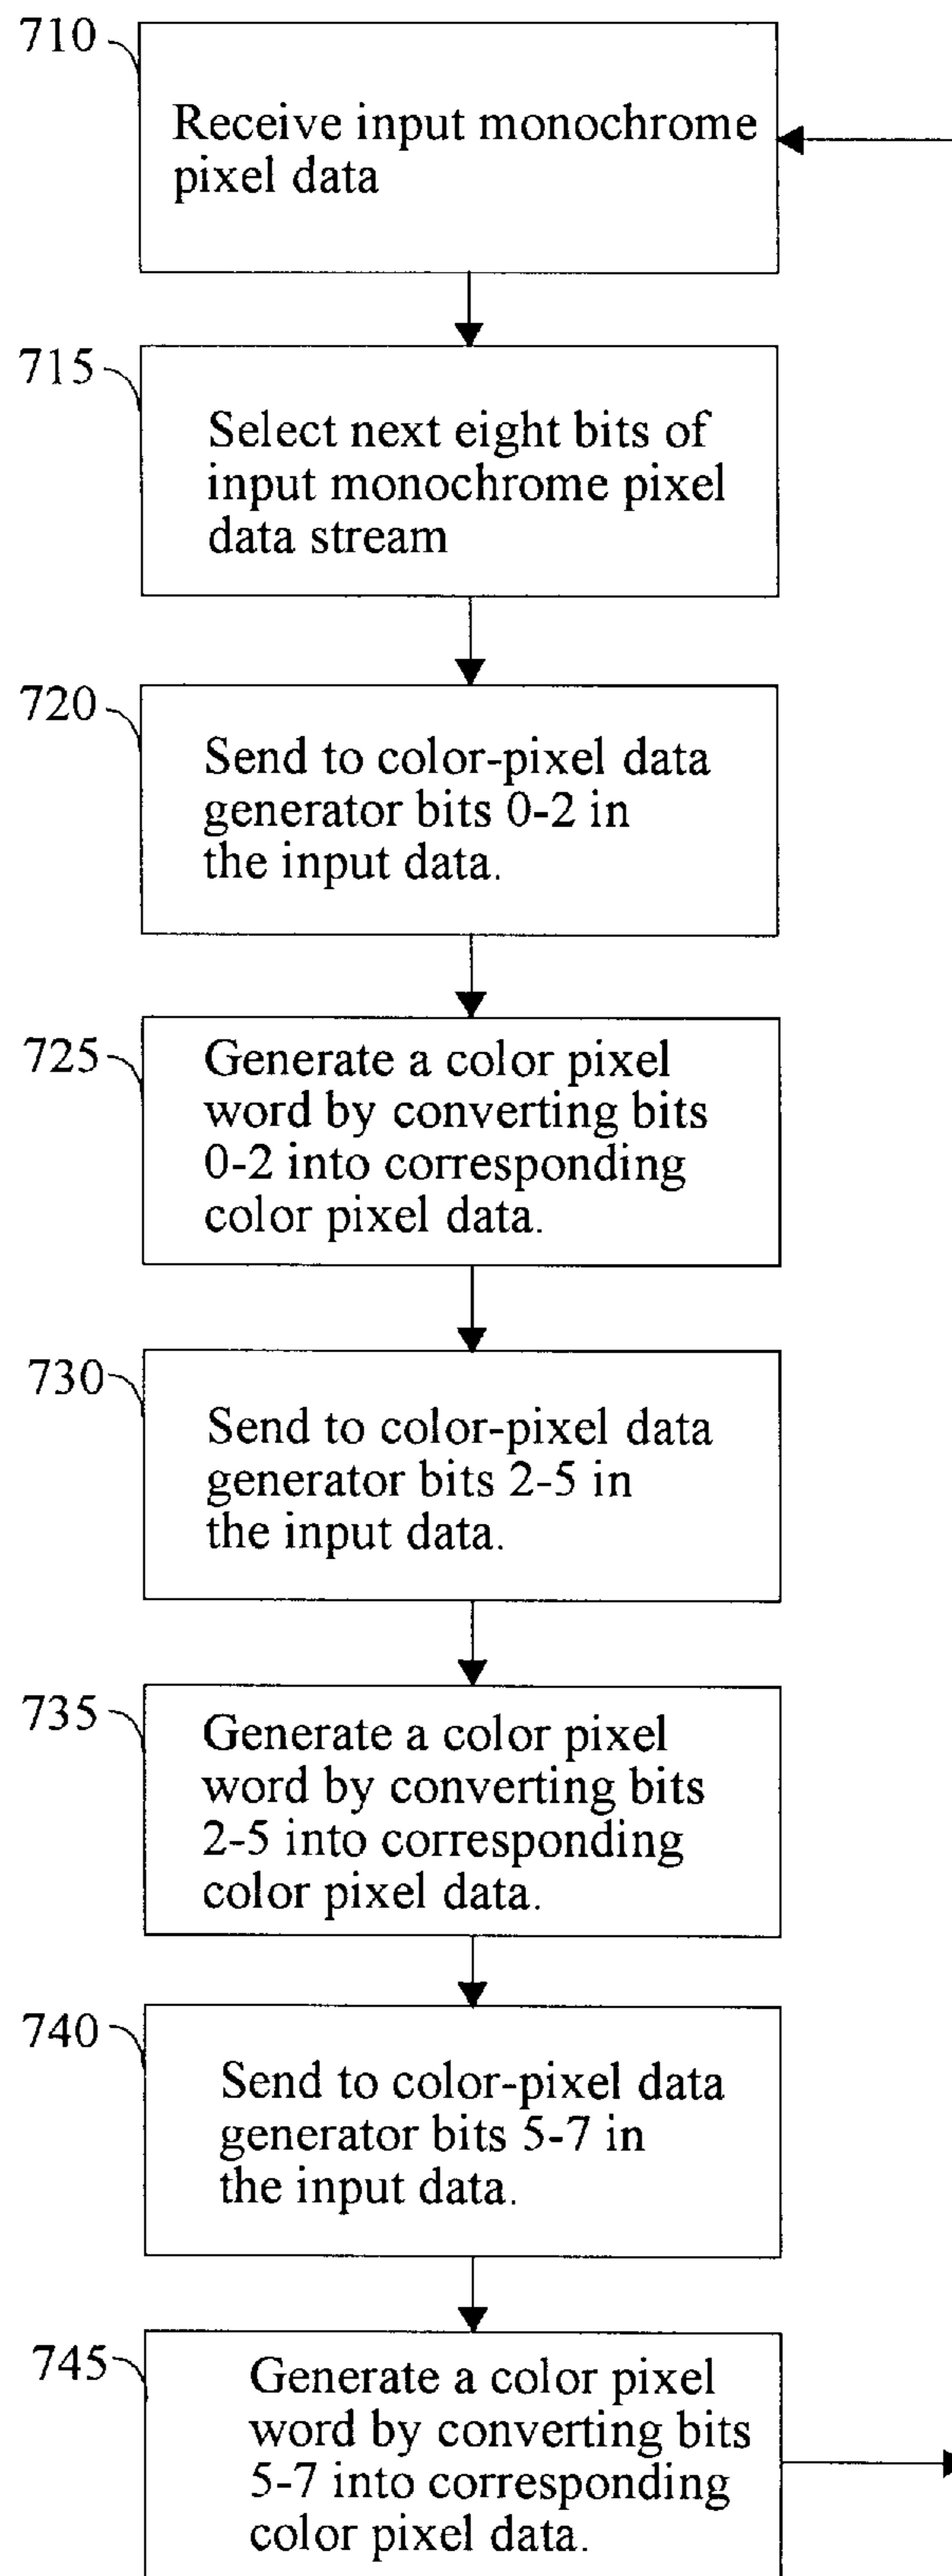 710
Receive input monochrome
pixel data
715
Select next eight bits of
input monochrome pixel
data stream
720
Send to color-pixel data
generator bits 0-2 in
the input data.
725
Generate a color pixel
word by converting bits
0-2 into corresponding
color pixel data.
730
Send to color-pixel data
generator bits 2-5 in
the input data.
735
Generate a color pixel
word by converting bits
2-5 into corresponding
color pixel data.
740
Send to color-pixel data
generator bits 5-7 in
the input data.
745
Generate a color pixel
word by converting bits
5-7 into corresponding
color pixel data.